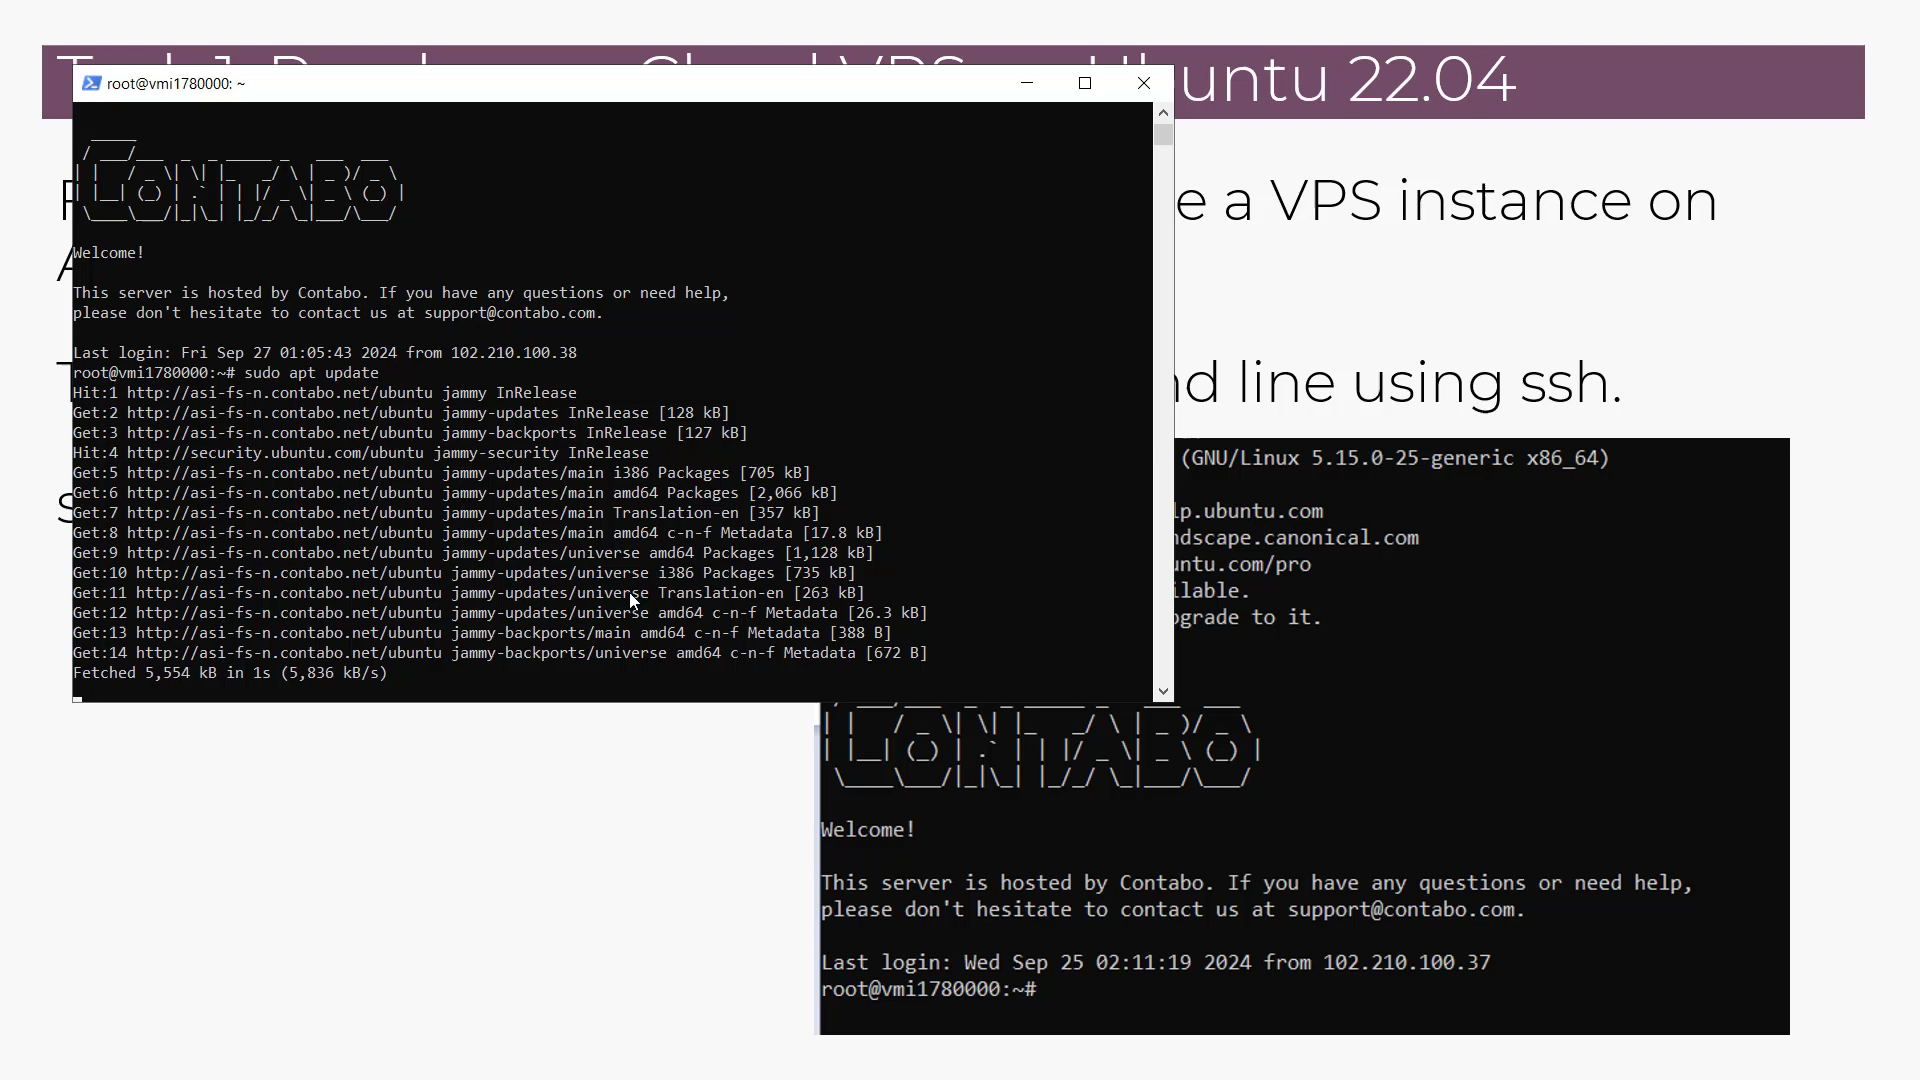 Cloud VPS Ubuntu 22.04
root@vmi1780000: ~
e a VPS instance on
nd line using ssh.
CONTABO
Welcome!
This server is hosted by Contabo. If you have any questions or need help,
please don't hesitate to contact us at support@contabo.com.
Last login: Fri Sep 27 01:05:43 2024 from 102.210.100.38
root@vmi1780000:~# sudo apt update
Hit:1 http://asi-fs-n.contabo.net/ubuntu jammy InRelease
Get:2 http://asi-fs-n.contabo.net/ubuntu jammy-updates InRelease [128 kB]
Get:3 http://asi-fs-n.contabo.net/ubuntu jammy-backports InRelease [127 kB]
Hit:4 http://security.ubuntu.com/ubuntu jammy-security InRelease
Get:5 http://asi-fs-n.contabo.net/ubuntu jammy-updates/main i386 Packages [705 kB]
Get:6 http://asi-fs-n.contabo.net/ubuntu jammy-updates/main amd64 Packages [2,066 kB]
Get:7 http://asi-fs-n.contabo.net/ubuntu jammy-updates/main Translation-en [357 kB]
Get:8 http://asi-fs-n.contabo.net/ubuntu jammy-updates/main amd64 c-n-f Metadata [17.8 kB]
Get:9 http://asi-fs-n.contabo.net/ubuntu jammy-updates/universe amd64 Packages [1,128 kB]
Get:10 http://asi-fs-n.contabo.net/ubuntu jammy-updates/universe i386 Packages [735 kB]
Get:11 http://asi-fs-n.contabo.net/ubuntu jammy-updates/universe Translation-en [263 kB]
Get:12 http://asi-fs-n.contabo.net/ubuntu jammy-updates/universe amd64 c-n-f Metadata [26.3 kB]
Get:13 http://asi-fs-n.contabo.net/ubuntu jammy-backports/main amd64 c-n-f Metadata [388 B]
Get:14 http://asi-fs-n.contabo.net/ubuntu jammy-backports/universe amd64 c-n-f Metadata [672 B]
Fetched 5,554 kB in 1s (5,836 kB/s)
(GNU/Linux 5.15.0-25-generic x86_64)
lp.ubuntu.com
ndscape.canonical.com
untu.com/pro
ilable.
pgrade to it.
CONTABO
Welcome!
This server is hosted by Contabo. If you have any questions or need help,
please don't hesitate to contact us at support@contabo.com.
Last login: Wed Sep 25 02:11:19 2024 from 102.210.100.37
root@vmi1780000:~#